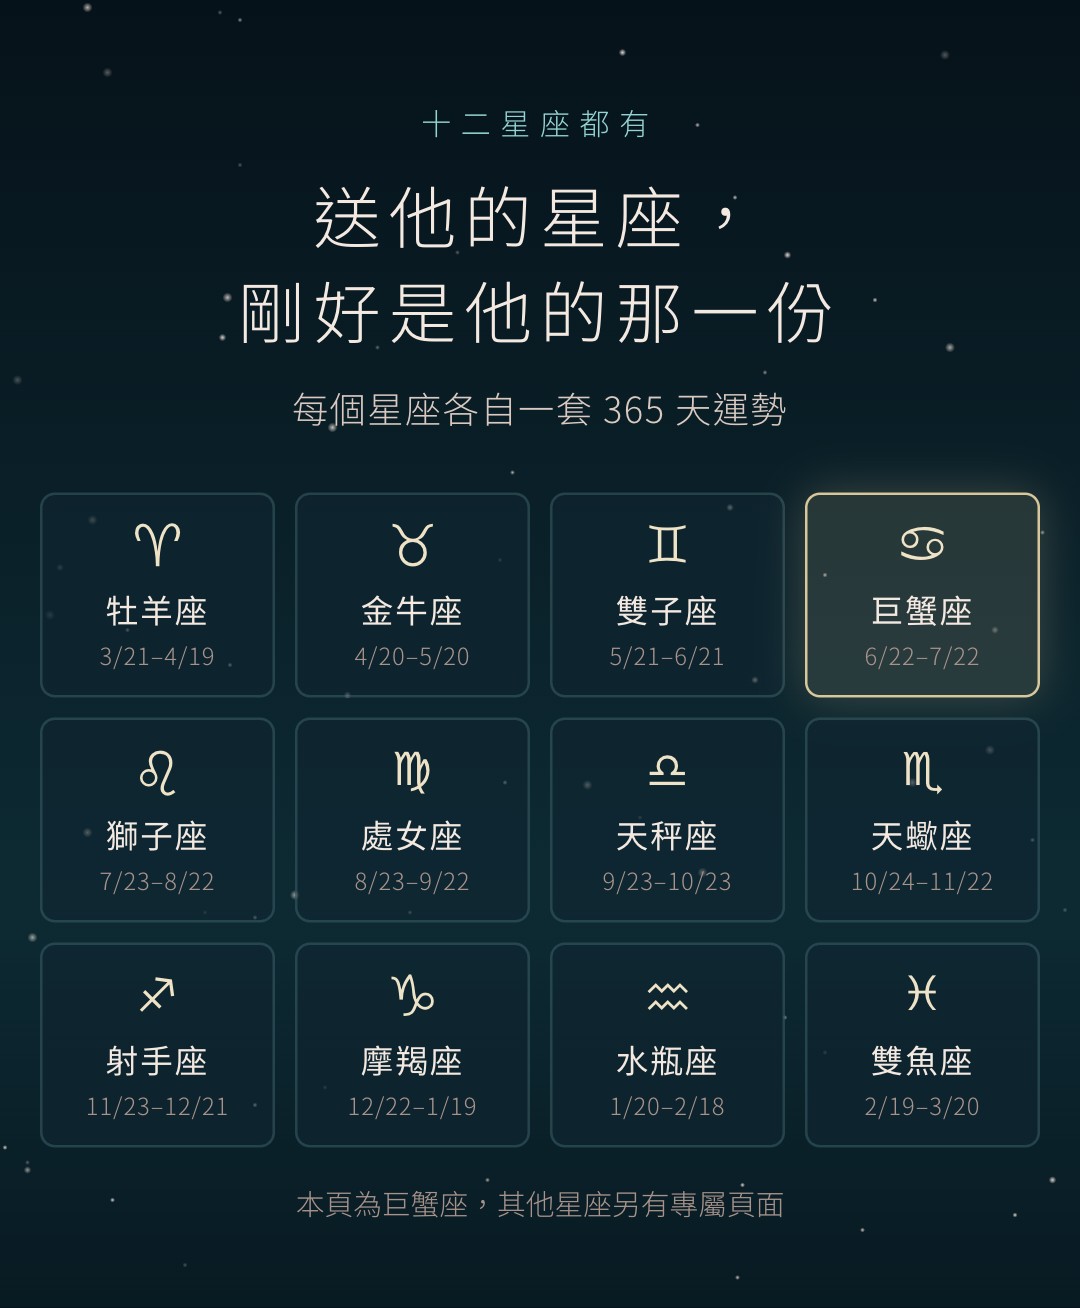 十二星座都有
送他的星座，
剛好是他的那一份
每個星座各自一套 365 天運勢
♈ ♉ ♊ ♋
牡羊座 金牛座 雙子座 巨蟹座
3/21–4/19 4/20–5/20 5/21–6/21 6/22–7/22
♌ ♍ ♎ ♏
獅子座 處女座 天秤座 天蠍座
7/23–8/22 8/23–9/22 9/23–10/23 10/24–11/22
♐ ♑ ♒ ♓
射手座 摩羯座 水瓶座 雙魚座
11/23–12/21 12/22–1/19 1/20–2/18 2/19–3/20
本頁為巨蟹座，其他星座另有專屬頁面